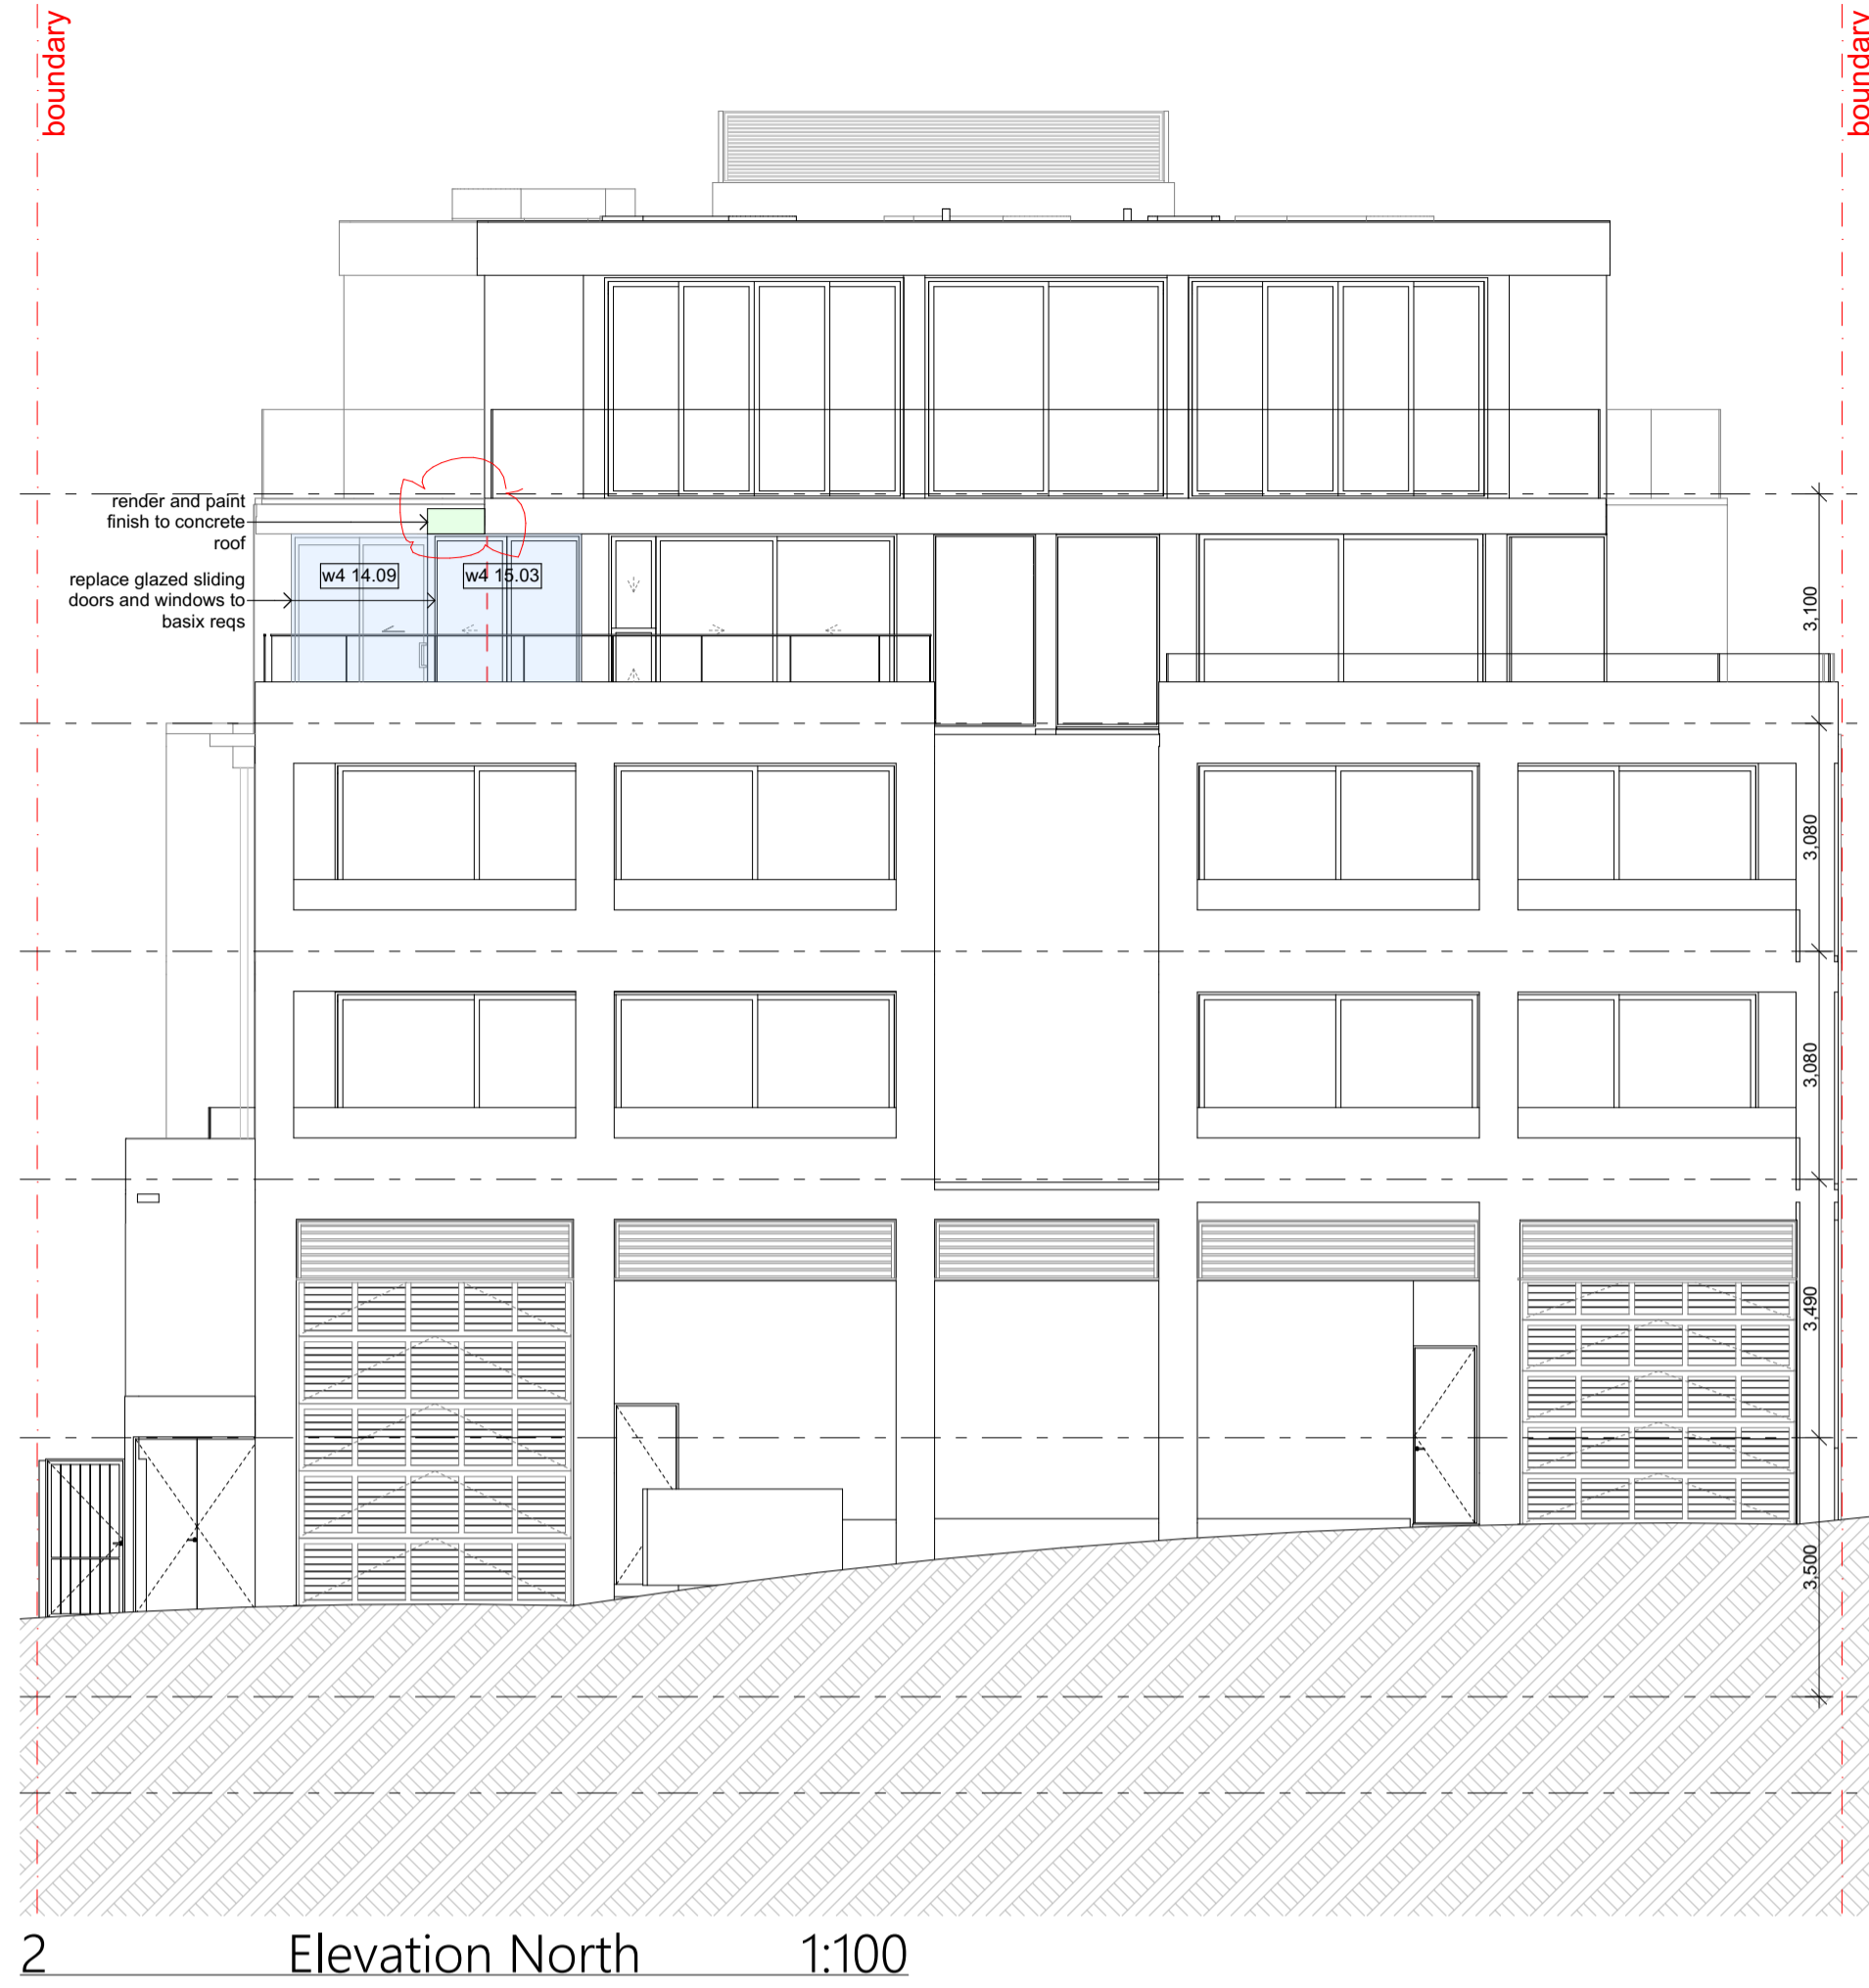 boundary
boundary
render and paint
finish to concrete
roof
replace glazed sliding
doors and windows to
basix reqs
w4 14.09
w4 15.03
3,100
3,080
3,080
3,490
3,500
2 Elevation North 1:100